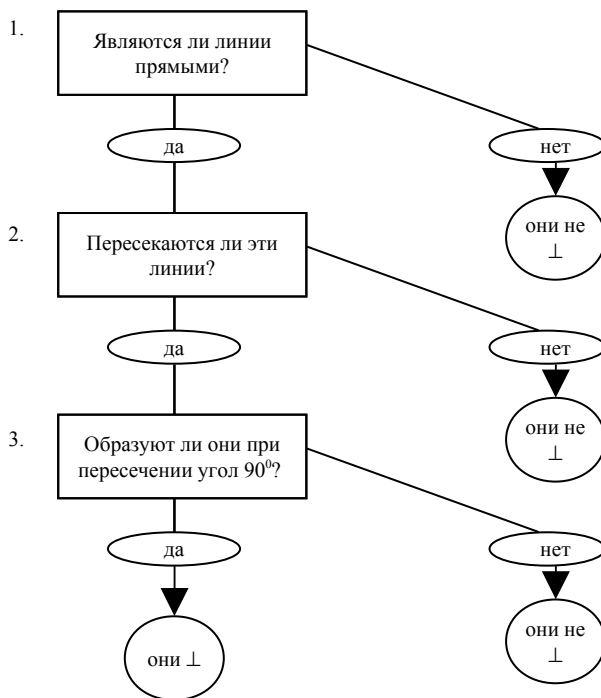 1.
Являются ли линии
прямыми?
да
нет
они не
⊥
2.
Пересекаются ли эти
линии?
да
нет
они не
⊥
3.
Образуют ли они при
пересечении угол 90⁰?
да
нет
они ⊥
они не
⊥